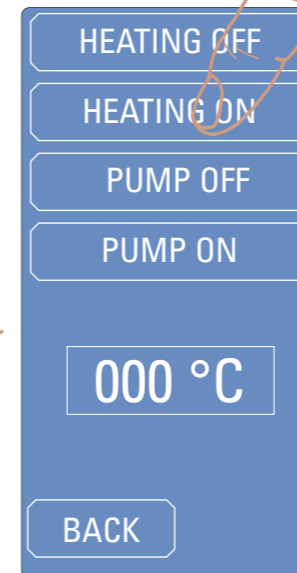 HEATING OFF
HEATING ON
PUMP OFF
PUMP ON
000 °C
BACK